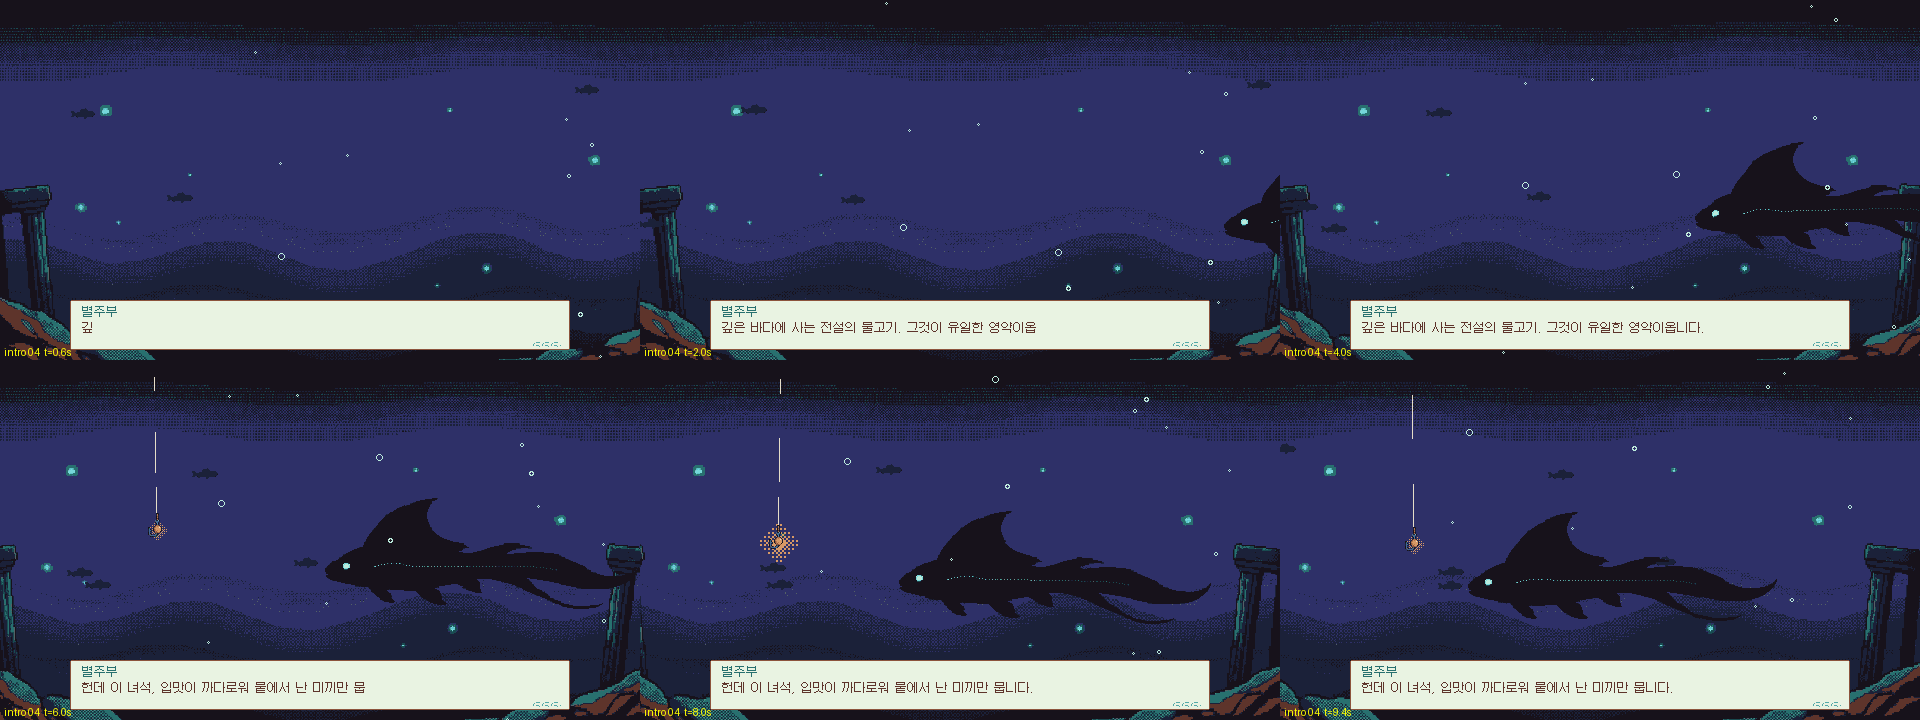 별주부
깊
intro04 t=0.6s
별주부
깊은 바다에 사는 전설의 물고기. 그것이 유일한 영약이옵
intro04 t=2.0s
별주부
깊은 바다에 사는 전설의 물고기. 그것이 유일한 영약이옵니다.
intro04 t=4.0s
별주부
헌데 이 녀석, 입맛이 까다로워 뭍에서 난 미끼만 뭅
intro04 t=6.0s
별주부
헌데 이 녀석, 입맛이 까다로워 뭍에서 난 미끼만 뭅니다.
intro04 t=8.0s
별주부
헌데 이 녀석, 입맛이 까다로워 뭍에서 난 미끼만 뭅니다.
intro04 t=9.4s